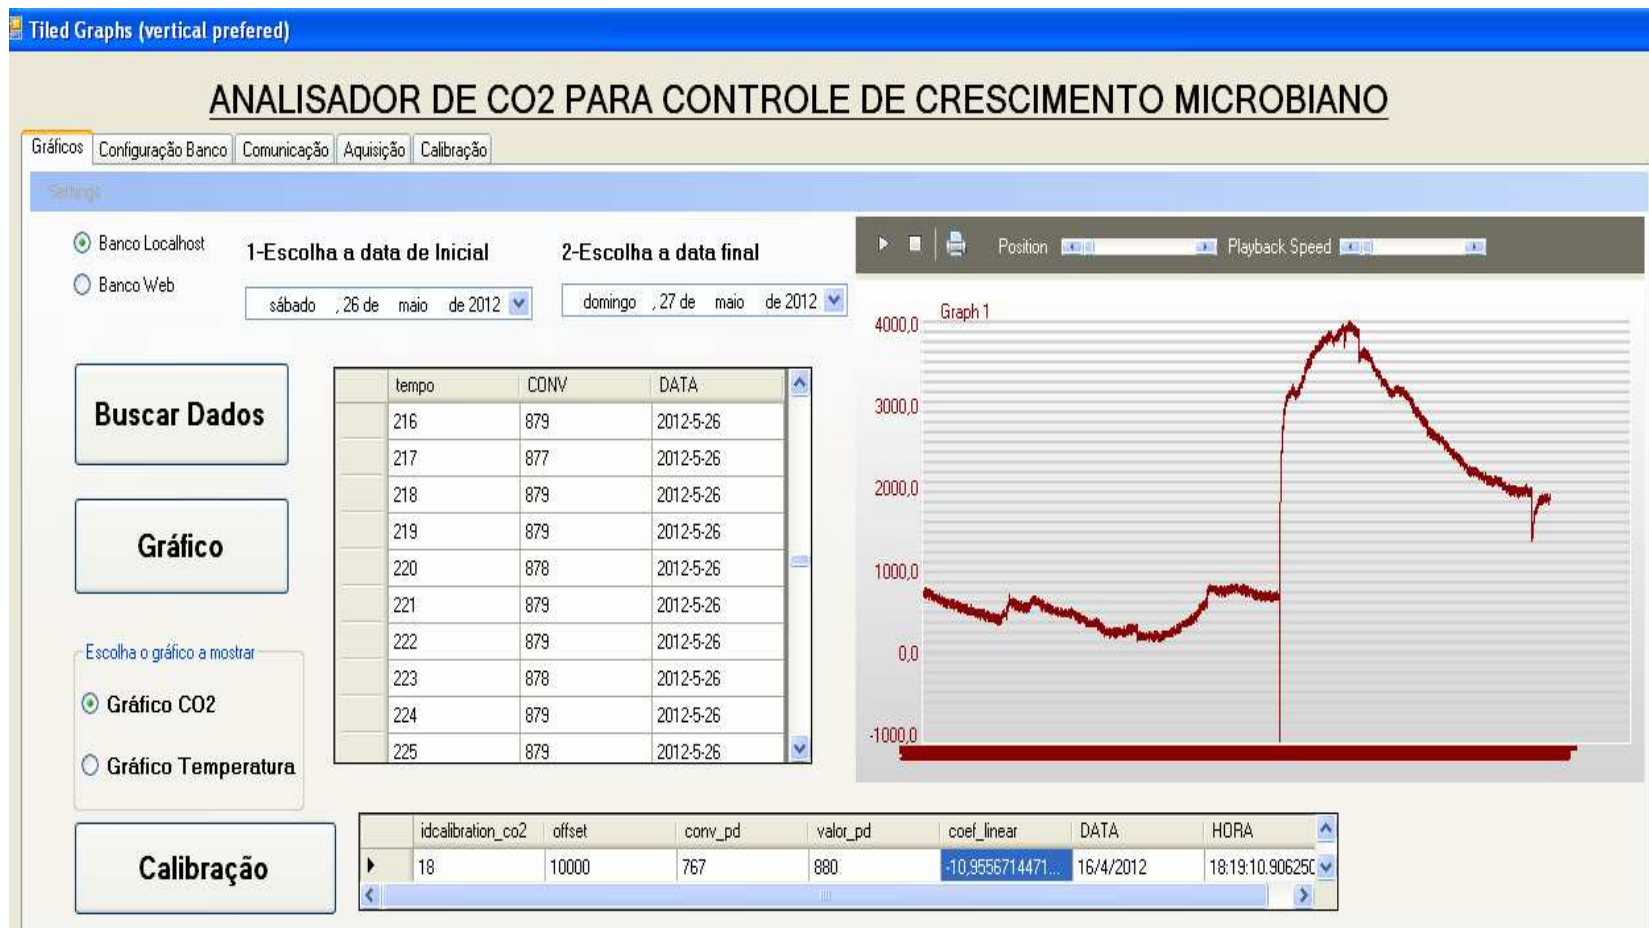 Tiled Graphs (vertical prefered)
ANALISADOR DE CO2 PARA CONTROLE DE CRESCIMENTO MICROBIANO
Gráficos Configuração Banco Comunicação Aquisição Calibração
Settings
Banco Localhost
Banco Web
1-Escolha a data de Inicial
sábado , 26 de maio de 2012
2-Escolha a data final
domingo , 27 de maio de 2012
Position Playback Speed
Buscar Dados
Gráfico
Escolha o gráfico a mostrar
Gráfico CO2
Gráfico Temperatura
tempo CONV DATA
216 879 2012-5-26
217 877 2012-5-26
218 879 2012-5-26
219 879 2012-5-26
220 878 2012-5-26
221 879 2012-5-26
222 879 2012-5-26
223 878 2012-5-26
224 879 2012-5-26
225 879 2012-5-26
Graph 1
4000,0
3000,0
2000,0
1000,0
0,0
-1000,0
Calibração
idcalibration_co2 offset conv_pd valor_pd coef_linear DATA HORA
18 10000 767 880 -10,9556714471... 16/4/2012 18:19:10.906250